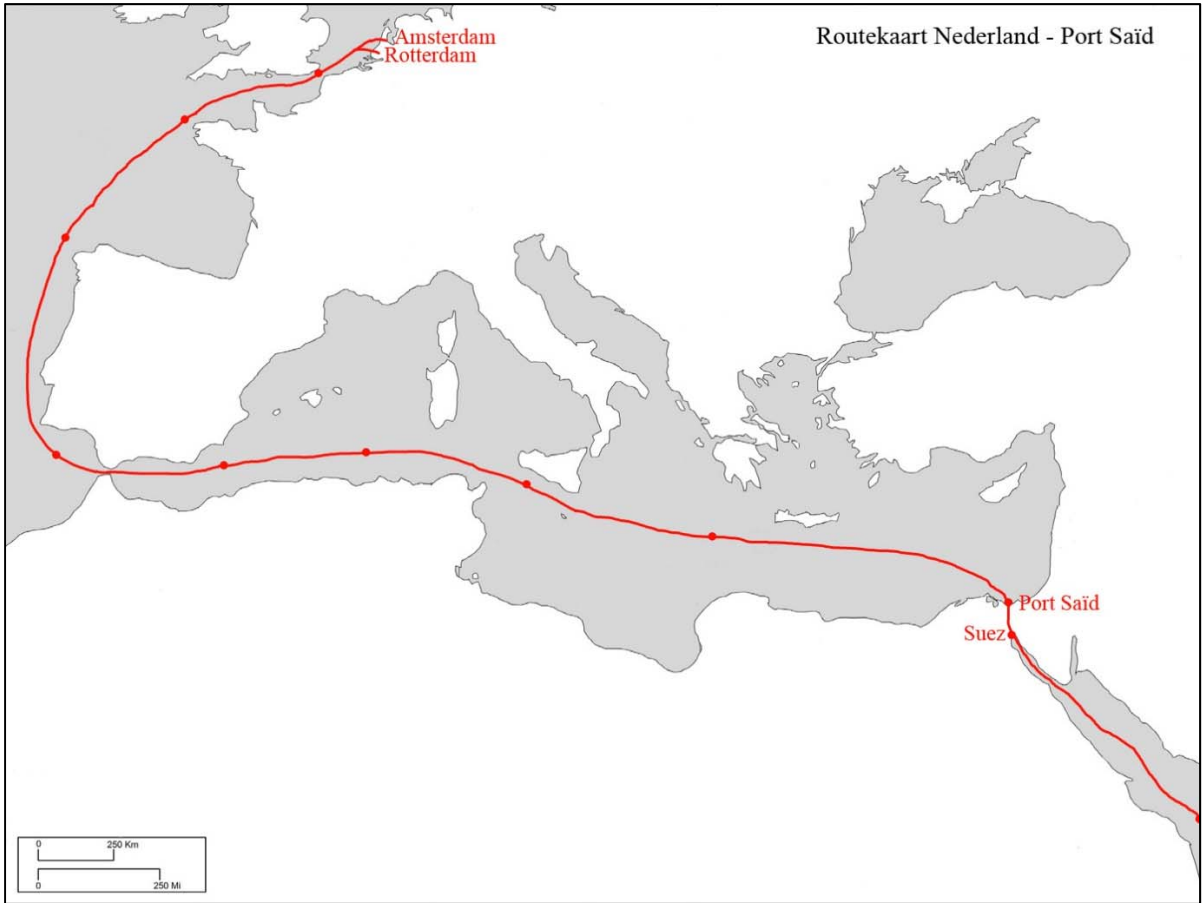 Routekaart Nederland - Port Saïd
Amsterdam
Rotterdam
Port Saïd
Suez
0 250 Km
0 250 Mi